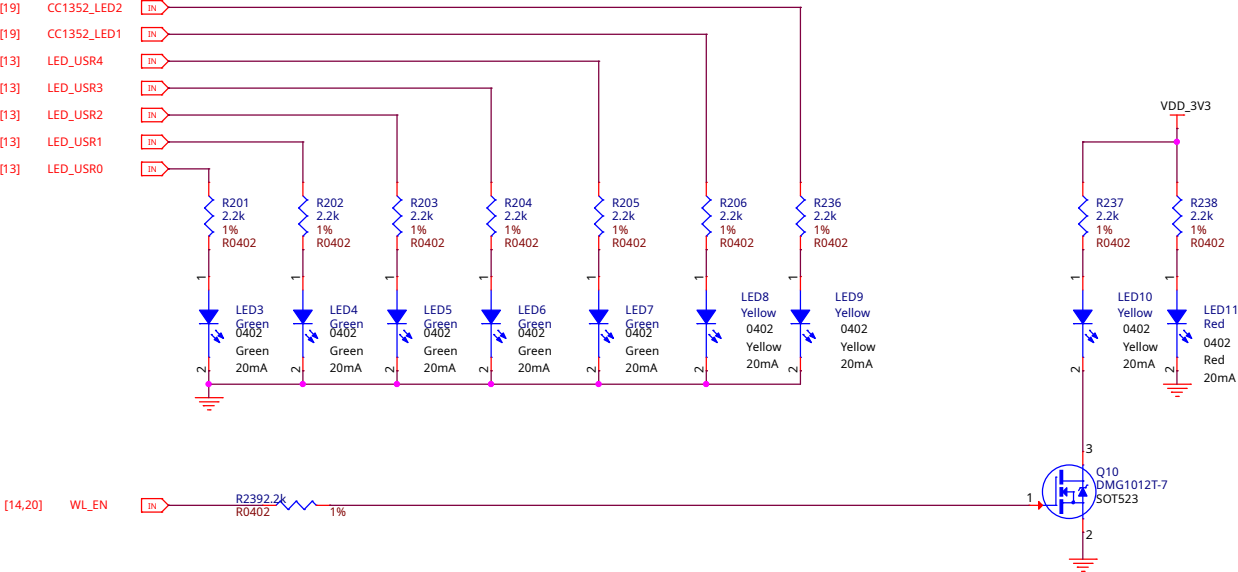 [19] CC1352_LED2 IN
[19] CC1352_LED1 IN
[13] LED_USR4 IN
[13] LED_USR3 IN
[13] LED_USR2 IN
[13] LED_USR1 IN
[13] LED_USR0 IN
VDD_3V3
R201
2.2k
1%
R0402
R202
2.2k
1%
R0402
R203
2.2k
1%
R0402
R204
2.2k
1%
R0402
R205
2.2k
1%
R0402
R206
2.2k
1%
R0402
R236
2.2k
1%
R0402
R237
2.2k
1%
R0402
R238
2.2k
1%
R0402
1 1 1 1 1 1 1 1 1
LED3
Green
0402
Green
20mA
LED4
Green
0402
Green
20mA
LED5
Green
0402
Green
20mA
LED6
Green
0402
Green
20mA
LED7
Green
0402
Green
20mA
LED8
Yellow
0402
Yellow
20mA
LED9
Yellow
0402
Yellow
20mA
LED10
Yellow
0402
Yellow
20mA
LED11
Red
0402
Red
20mA
2 2 2 2 2 2 2 2 2
[14,20] WL_EN IN
R239 2.2k
R0402 1%
3
1
Q10
DMG1012T-7
SOT523
2